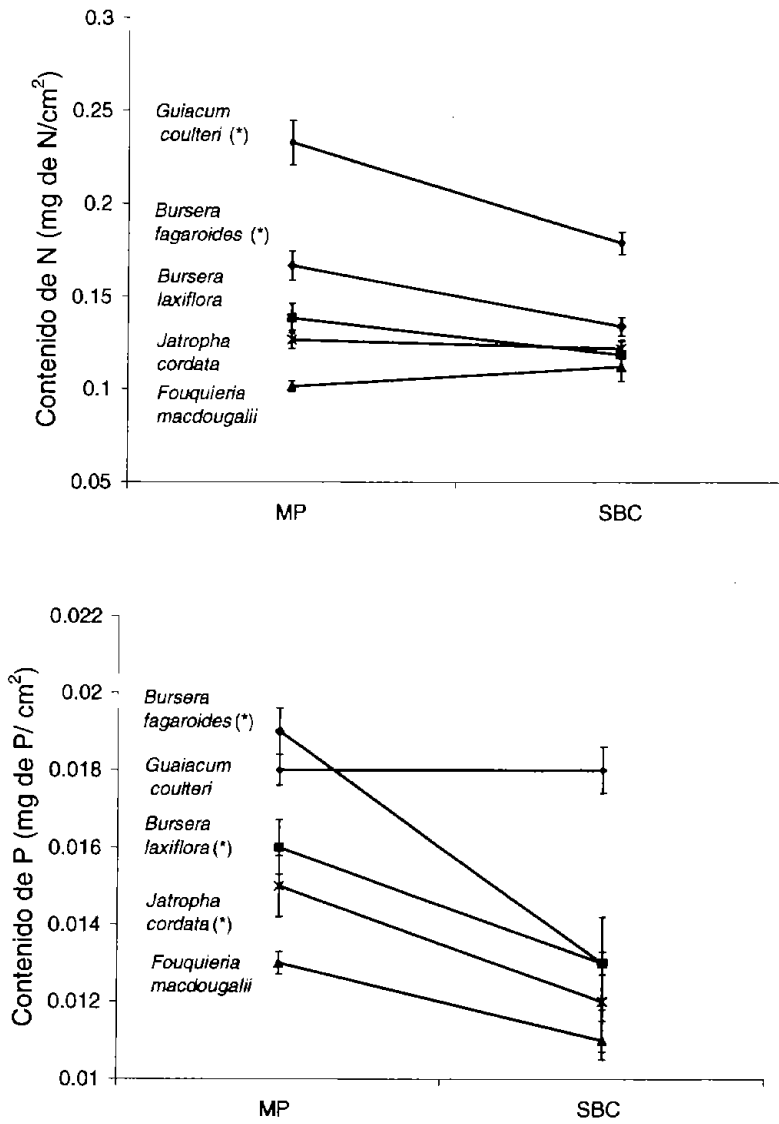 Contenido de N (mg de N/cm²)
0.3
0.25
0.2
0.15
0.1
0.05
Guiacum
coulteri (*)
Bursera
fagaroides (*)
Bursera
laxiflora
Jatropha
cordata
Fouquieria
macdougalii
MP
SBC
Contenido de P (mg de P/ cm²)
0.022
0.02
0.018
0.016
0.014
0.012
0.01
Bursera
fagaroides (*)
Guaiacum
coulteri
Bursera
laxiflora (*)
Jatropha
cordata (*)
Fouquieria
macdougalii
MP
SBC